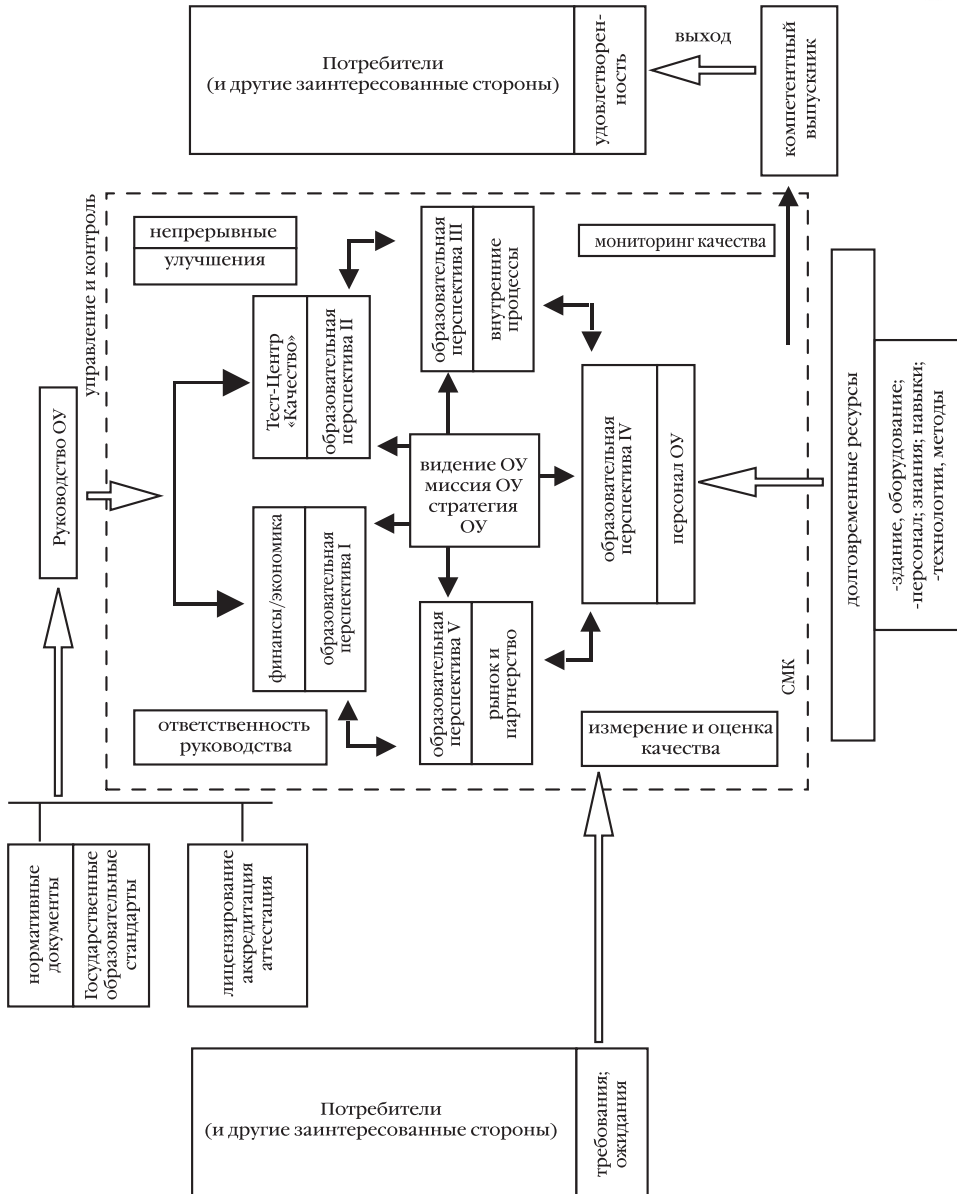 Потребители
(и другие заинтересованные стороны)
удовлетворен-
ность
выход
компетентный
выпускник
управление и контроль
непрерывные
улучшения
мониторинг качества
Руководство ОУ
Тест-Центр
«Качество»
образовательная
перспектива II
образовательная
перспектива III
внутренние
процессы
финансы/экономика
образовательная
перспектива I
видение ОУ
миссия ОУ
стратегия
ОУ
образовательная
перспектива IV
персонал ОУ
образовательная
перспектива V
рынок и
партнерство
ответственность
руководства
измерение и оценка
качества
СМК
долговременные ресурсы
-здание, оборудование;
-персонал; знания; навыки;
-технологии, методы
нормативные
документы
Государственные
образовательные
стандарты
лицензирование
аккредитация
аттестация
Потребители
(и другие заинтересованные стороны)
требования;
ожидания